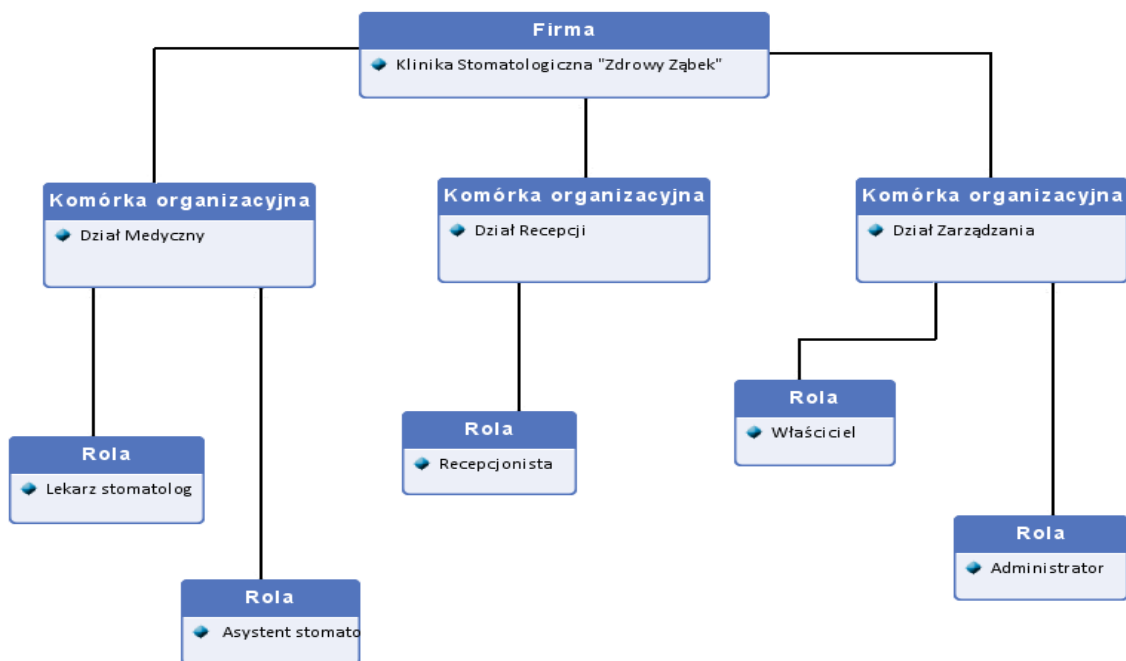 Firma
Klinika Stomatologiczna "Zdrowy Ząbek"
Komórka organizacyjna
Dział Medyczny
Komórka organizacyjna
Dział Recepcji
Komórka organizacyjna
Dział Zarządzania
Rola
Lekarz stomatolog
Rola
Asystent stomato
Rola
Recepcjonista
Rola
Właściciel
Rola
Administrator